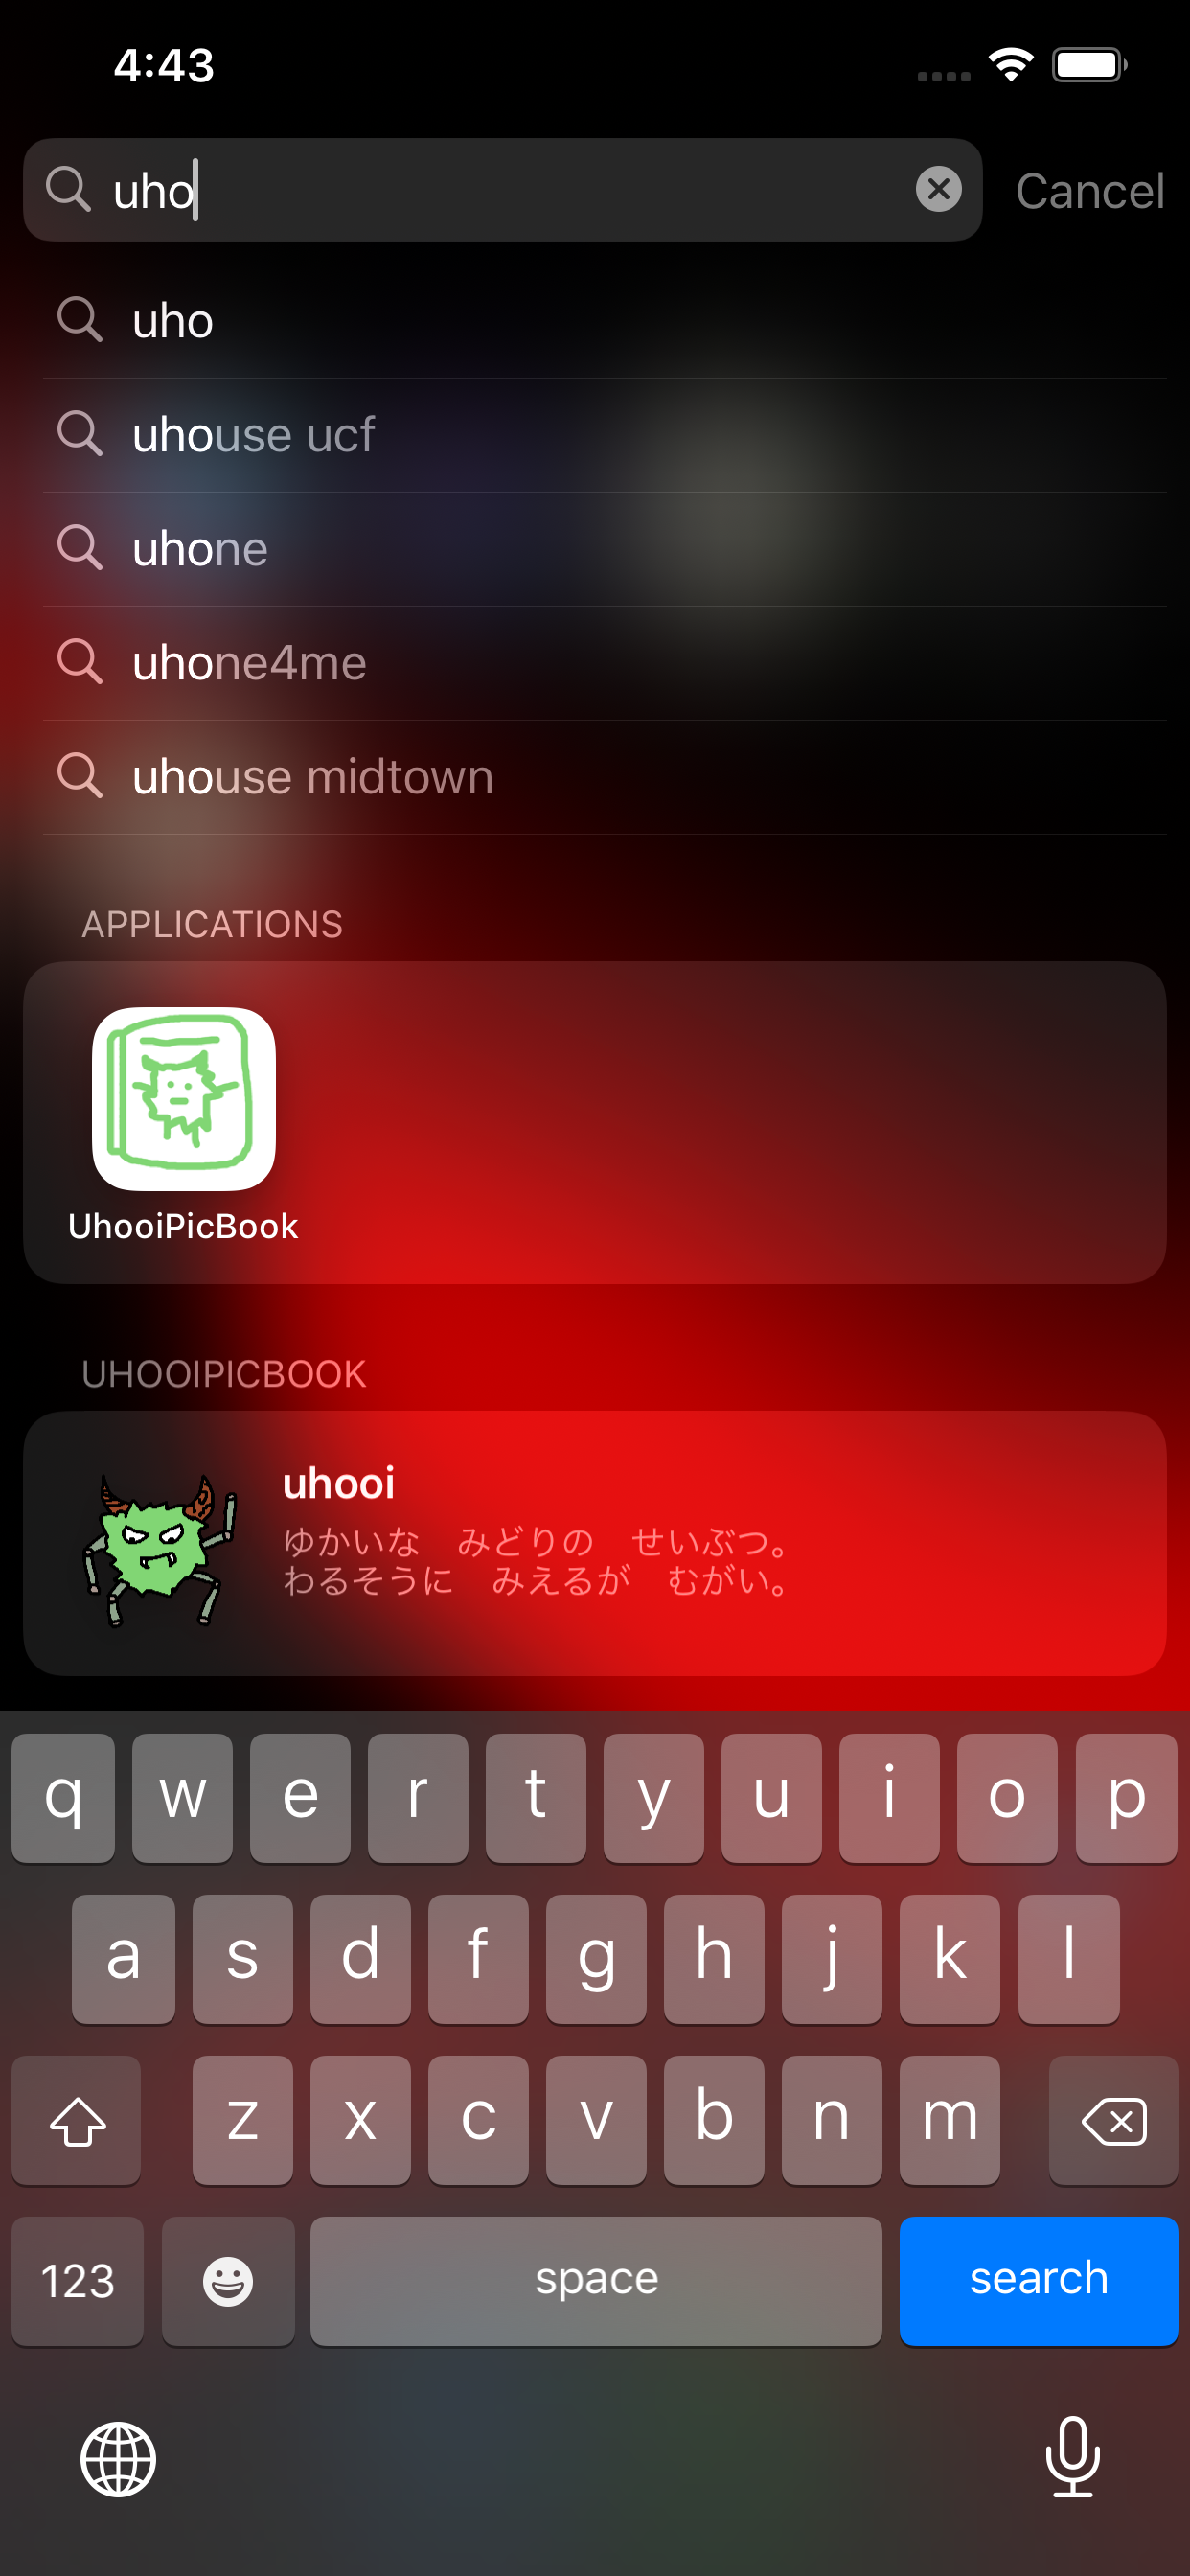 4:43
uho
Cancel
uho
uhouse ucf
uhone
uhone4me
uhouse midtown
APPLICATIONS
UhooiPicBook
UHOOIPICBOOK
uhooi
ゆかいな　みどりの　せいぶつ。
わるそうに　みえるが　むがい。
q w e r t y u i o p
a s d f g h j k l
z x c v b n m
123 space search